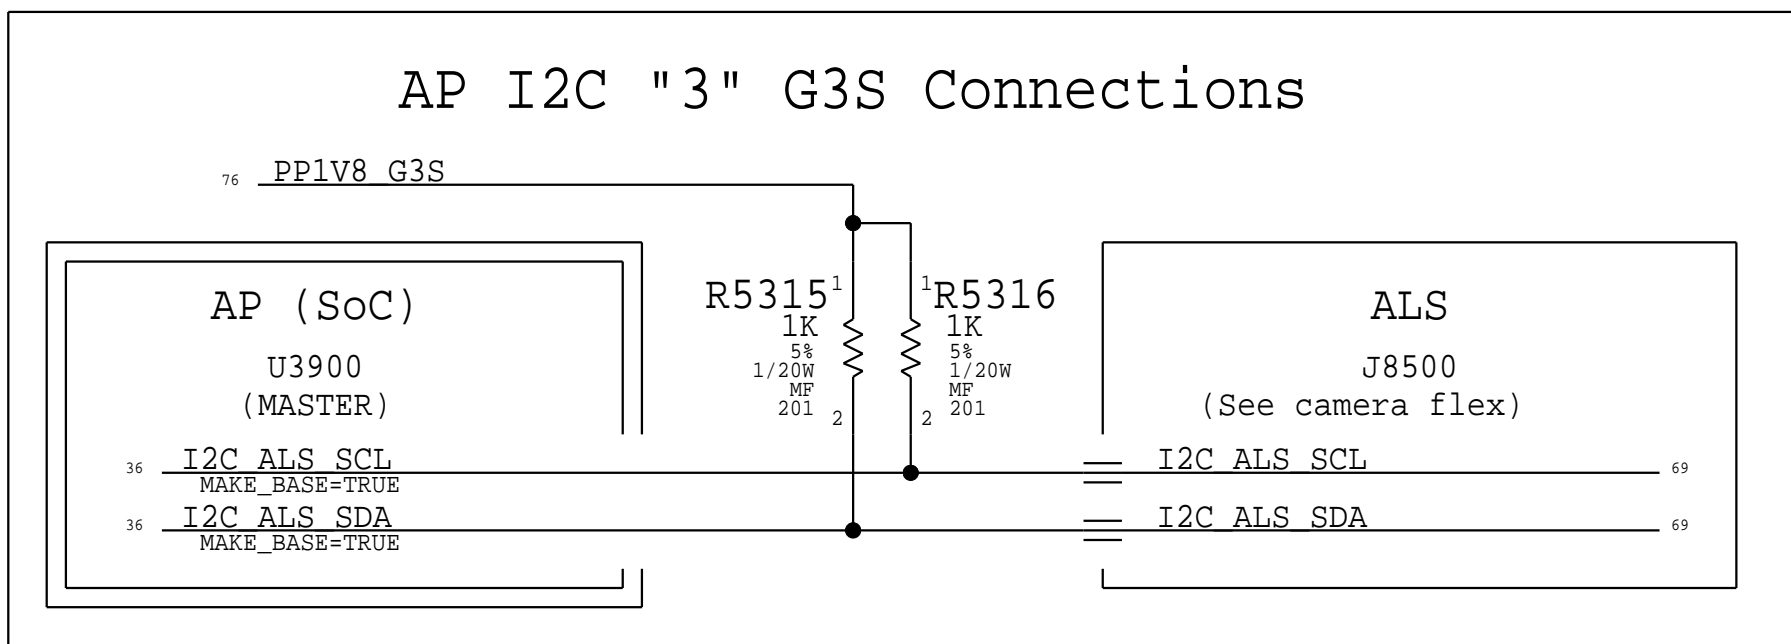 AP I2C "3" G3S Connections
76 PP1V8_G3S
AP (SoC)
U3900
(MASTER)
R5315 1
1K
5%
1/20W
MF
201
2
1 R5316
1K
5%
1/20W
MF
201
2
ALS
J8500
(See camera flex)
36 I2C_ALS_SCL
MAKE_BASE=TRUE
I2C_ALS_SCL 69
36 I2C_ALS_SDA
MAKE_BASE=TRUE
I2C_ALS_SDA 69